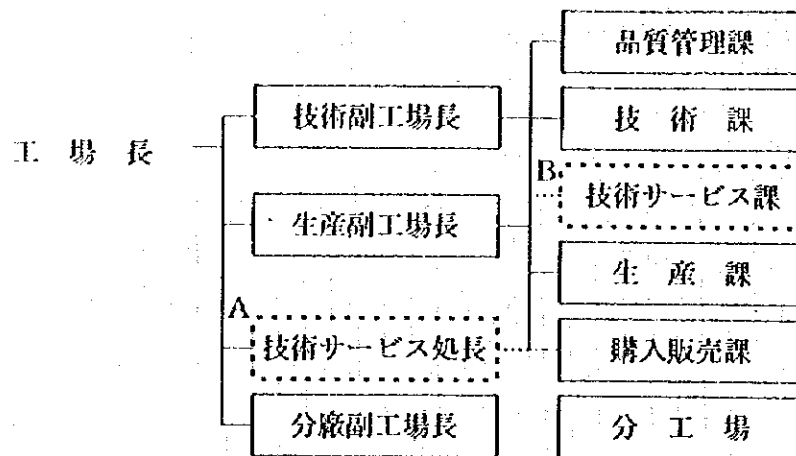 品質管理課
技術副工場長
技術課
工場長
B
技術サービス課
生産副工場長
生産課
A
技術サービス処長
購入販売課
分廠副工場長
分工場